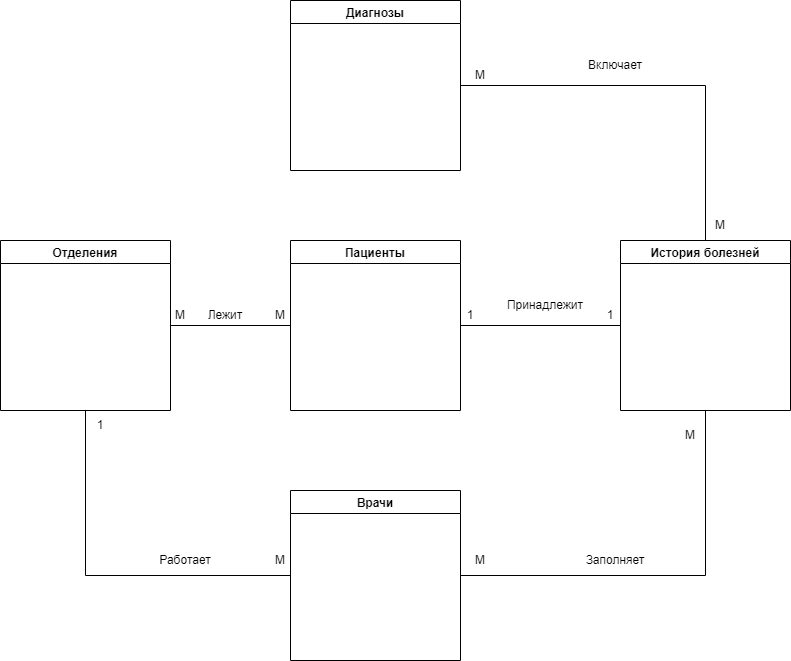 Диагнозы
М
Включает
М
Отделения
Пациенты
История болезней
М
Лежит
М
1
Принадлежит
1
1
М
Врачи
Работает
М
М
Заполняет